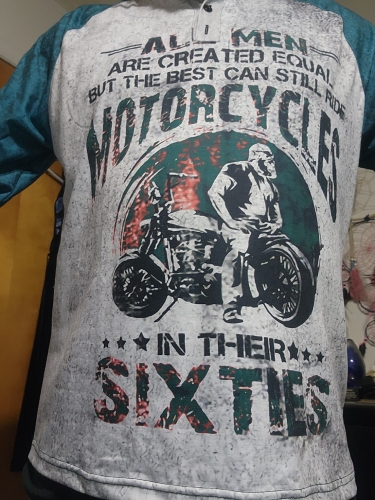 ALL MEN
ARE CREATED EQUAL
BUT THE BEST CAN STILL RIDE
MOTORCYCLES
IN THEIR
SIXTIES